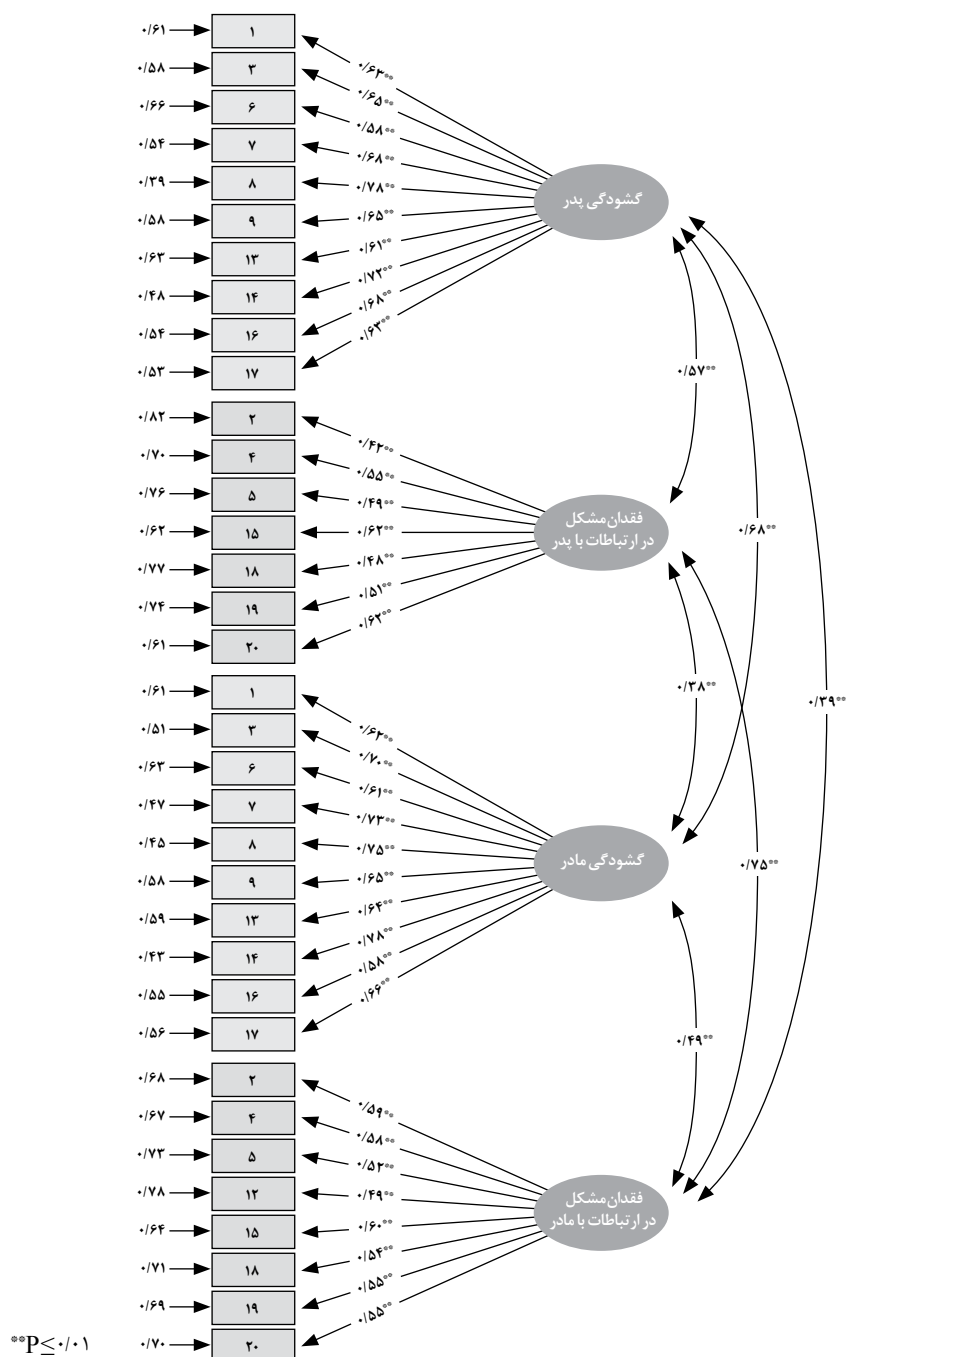 ۰/۶۱ ۱ ۰/۶۳**
۰/۵۸ ۳ ۰/۶۵**
۰/۶۶ ۶ ۰/۵۸**
۰/۵۴ ۷ ۰/۶۸**
۰/۳۹ ۸ ۰/۷۸**
گشودگی پدر
۰/۵۸ ۹ ۰/۶۵**
۰/۶۳ ۱۳ ۰/۶۱**
۰/۴۸ ۱۴ ۰/۷۲**
۰/۵۴ ۱۶ ۰/۶۸**
۰/۵۳ ۱۷ ۰/۶۳**
۰/۵۷**
۰/۸۲ ۲ ۰/۴۲**
۰/۷۰ ۴ ۰/۵۵**
۰/۷۶ ۵ ۰/۴۹**
فقدان مشکل
در ارتباطات با پدر
۰/۶۸**
۰/۶۲ ۱۵ ۰/۶۲**
۰/۷۷ ۱۸ ۰/۴۸**
۰/۷۴ ۱۹ ۰/۵۱**
۰/۶۱ ۲۰ ۰/۶۲**
۰/۳۸**
۰/۳۹**
۰/۶۱ ۱ ۰/۶۲**
۰/۵۱ ۳ ۰/۷۰**
۰/۶۳ ۶ ۰/۶۱**
۰/۴۷ ۷ ۰/۷۳**
۰/۴۵ ۸ ۰/۷۵**
گشودگی مادر
۰/۷۵**
۰/۵۸ ۹ ۰/۶۵**
۰/۵۹ ۱۳ ۰/۶۴**
۰/۴۳ ۱۴ ۰/۷۸**
۰/۵۵ ۱۶ ۰/۵۸**
۰/۵۶ ۱۷ ۰/۶۶**
۰/۴۹**
۰/۶۸ ۲ ۰/۵۹**
۰/۶۷ ۴ ۰/۵۸**
۰/۷۳ ۵ ۰/۵۲**
۰/۷۸ ۱۲ ۰/۴۹**
فقدان مشکل
در ارتباطات با مادر
۰/۶۴ ۱۵ ۰/۶۰**
۰/۷۱ ۱۸ ۰/۵۴**
۰/۶۹ ۱۹ ۰/۵۵**
۰/۷۰ ۲۰ ۰/۵۵**
**P≤۰/۰۱